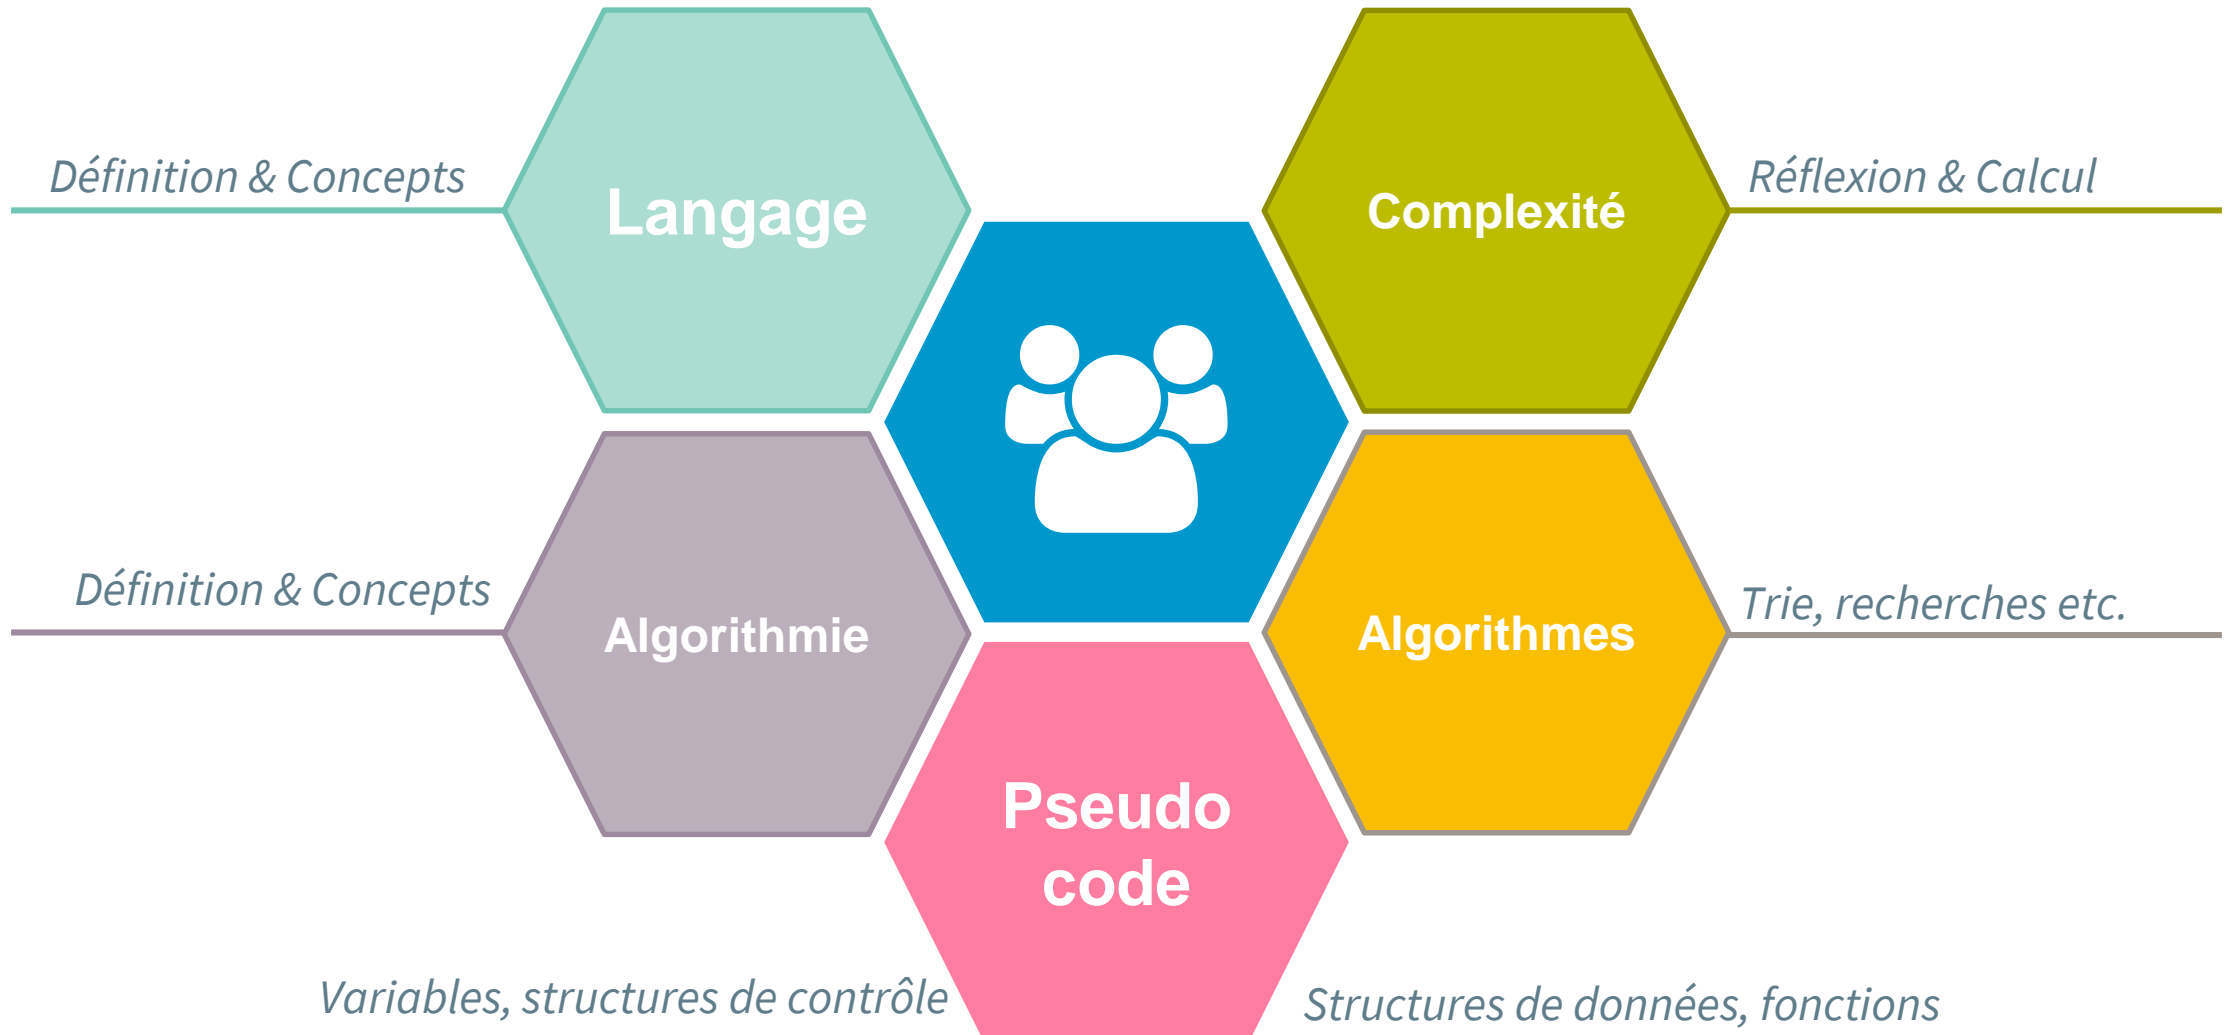 Définition & Concepts
Langage
Complexité
Réflexion & Calcul
Définition & Concepts
Algorithmie
Algorithmes
Trie, recherches etc.
Pseudo
code
Variables, structures de contrôle
Structures de données, fonctions